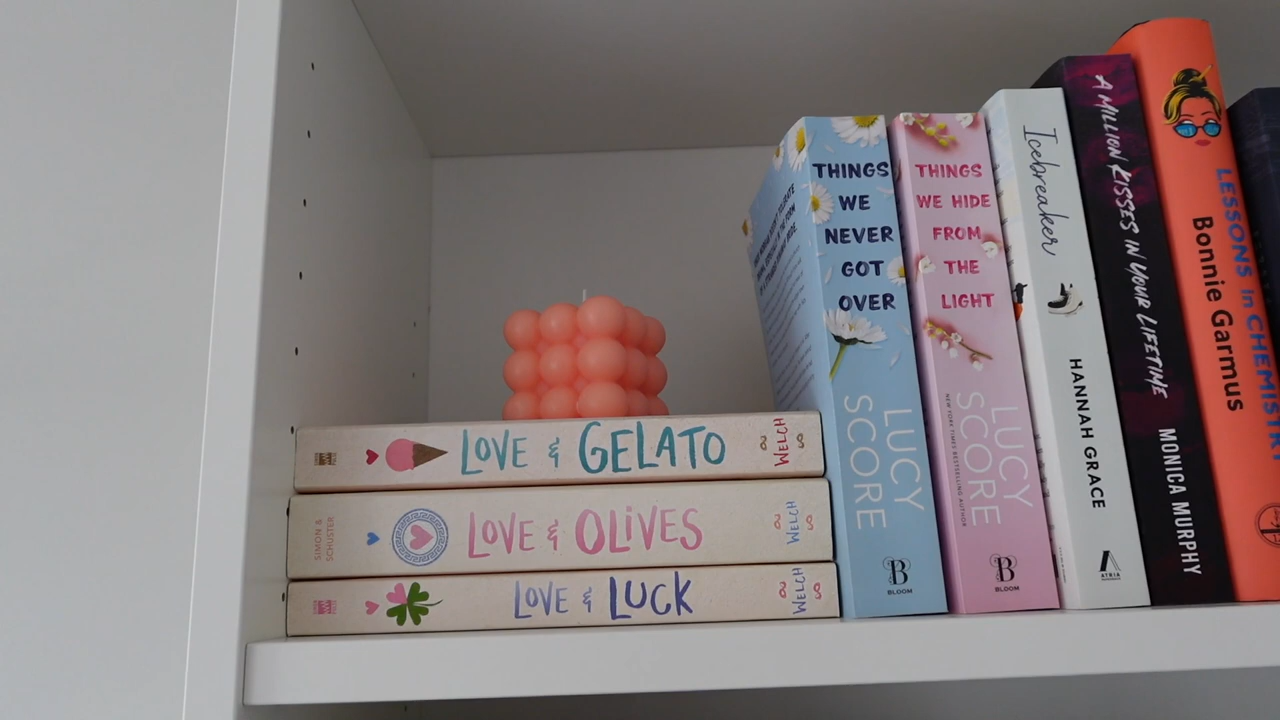 LOVE & GELATO
WELCH
SIMON &
SCHUSTER
LOVE & OLIVES
WELCH
LOVE & LUCK
WELCH
THINGS
WE
NEVER
GOT
OVER
LUCY
SCORE
BLOOM
THINGS
WE HIDE
FROM
THE
LIGHT
LUCY
SCORE
NEW YORK TIMES BESTSELLING AUTHOR
BLOOM
Icebreaker
HANNAH GRACE
ATRIA
A MILLION KISSES IN YOUR LIFETIME
MONICA MURPHY
LESSONS In CHEMISTRY
Bonnie Garmus